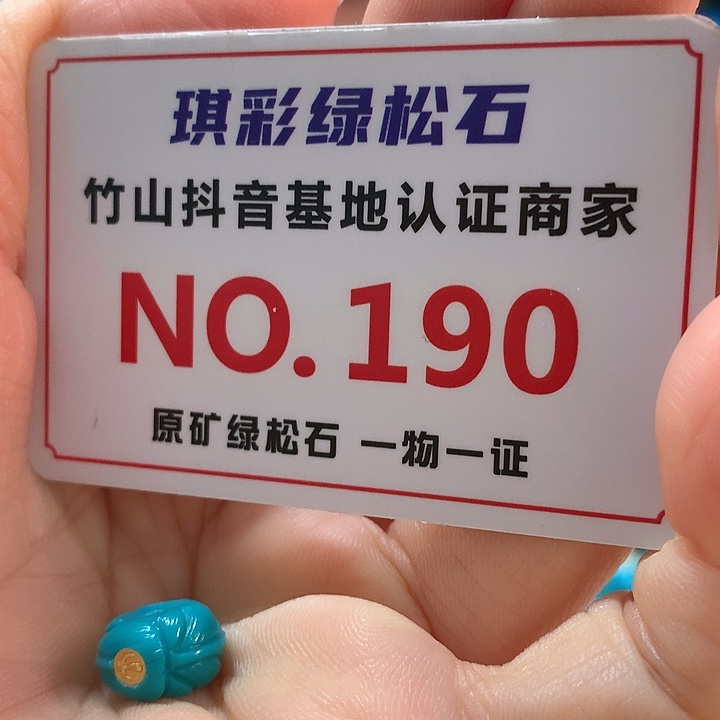 琪彩绿松石
竹山抖音基地认证商家
NO.190
原矿绿松石 一物一证